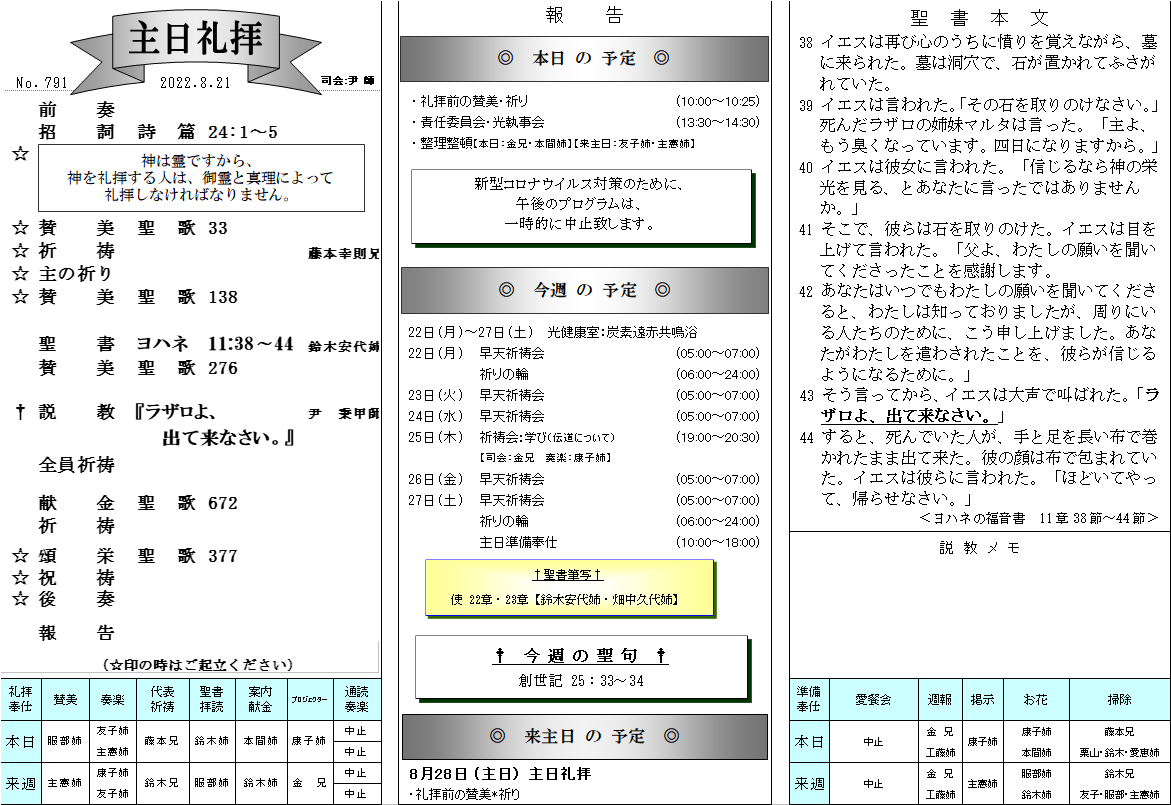 主日礼拝
No. 791 2022.8.21 司会:尹 師
前 奏
招 詞 詩 篇 24:1~5
☆
神は霊ですから、
神を礼拝する人は、御霊と真理によって
礼拝しなければなりません。
☆ 賛 美 聖 歌 33
☆ 祈 祷 藤本幸則兄
☆ 主の祈り
☆ 賛 美 聖 歌 138
聖 書 ヨハネ 11:38~44 鈴木安代姉
賛 美 聖 歌 276
† 説 教 『ラザロよ、 尹 秉甲師
出て来なさい。』
全員祈祷
献 金 聖 歌 672
祈 祷
☆ 頌 栄 聖 歌 377
☆ 祝 祷
☆ 後 奏
報 告
(☆印の時はご起立ください)
礼拝奉仕 賛美 奏楽 代表祈祷 聖書拝読 案内献金 プロジェクター 通読奏楽
本日 服部姉 友子姉 主憲姉 藤本兄 鈴木姉 本間姉 康子姉 中止 中止
来週 主憲姉 康子姉 友子姉 鈴木兄 服部姉 鈴木姉 金 兄 中止 中止
報 告
◎ 本日 の 予定 ◎
・礼拝前の賛美・祈り (10:00~10:25)
・責任委員会・光執事会 (13:30~14:30)
・整理整頓【本日:金兄・本間姉】【来主日:友子姉・主憲姉】
新型コロナウイルス対策のために、
午後のプログラムは、
一時的に中止致します。
◎ 今週 の 予定 ◎
22日(月)~27日(土) 光健康室:炭素遠赤共鳴浴
22日(月) 早天祈祷会 (05:00~07:00)
祈りの輪 (06:00~24:00)
23日(火) 早天祈祷会 (05:00~07:00)
24日(水) 早天祈祷会 (05:00~07:00)
25日(木) 祈祷会:学び(伝道について) (19:00~20:30)
【司会:金兄 奏楽:康子姉】
26日(金) 早天祈祷会 (05:00~07:00)
27日(土) 早天祈祷会 (05:00~07:00)
祈りの輪 (06:00~24:00)
主日準備奉仕 (10:00~18:00)
†聖書筆写†
使 22章・23章【鈴木安代姉・畑中久代姉】
† 今週の聖句 †
創世記 25:33~34
◎ 来主日 の 予定 ◎
8月28日(主日) 主日礼拝
・礼拝前の賛美*祈り
聖書本文
38 イエスは再び心のうちに憤りを覚えながら、墓
に来られた。墓は洞穴で、石が置かれてふさが
れていた。
39 イエスは言われた。「その石を取りのけなさい。」
死んだラザロの姉妹マルタは言った。「主よ、
もう臭くなっています。四日になりますから。」
40 イエスは彼女に言われた。「信じるなら神の栄
光を見る、とあなたに言ったではありません
か。」
41 そこで、彼らは石を取りのけた。イエスは目を
上げて言われた。「父よ、わたしの願いを聞い
てくださったことを感謝します。
42 あなたはいつでもわたしの願いを聞いてくださ
ると、わたしは知っておりましたが、周りにい
る人たちのために、こう申し上げました。あな
たがわたしを遣わされたことを、彼らが信じる
ようになるために。」
43 そう言ってから、イエスは大声で叫ばれた。「ラ
ザロよ、出て来なさい。」
44 すると、死んでいた人が、手と足を長い布で巻
かれたまま出て来た。彼の顔は布で包まれてい
た。イエスは彼らに言われた。「ほどいてやっ
て、帰らせなさい。」
<ヨハネの福音書 11章38節~44節>
説教メモ
準備奉仕 愛餐会 週報 掲示 お花 掃除
本日 中止 金 兄 工藤姉 康子姉 康子姉 本間姉 藤本兄 栗山・鈴木・愛恵姉
来週 中止 金 兄 工藤姉 主憲姉 服部姉 鈴木姉 鈴木兄 友子・服部・主憲姉